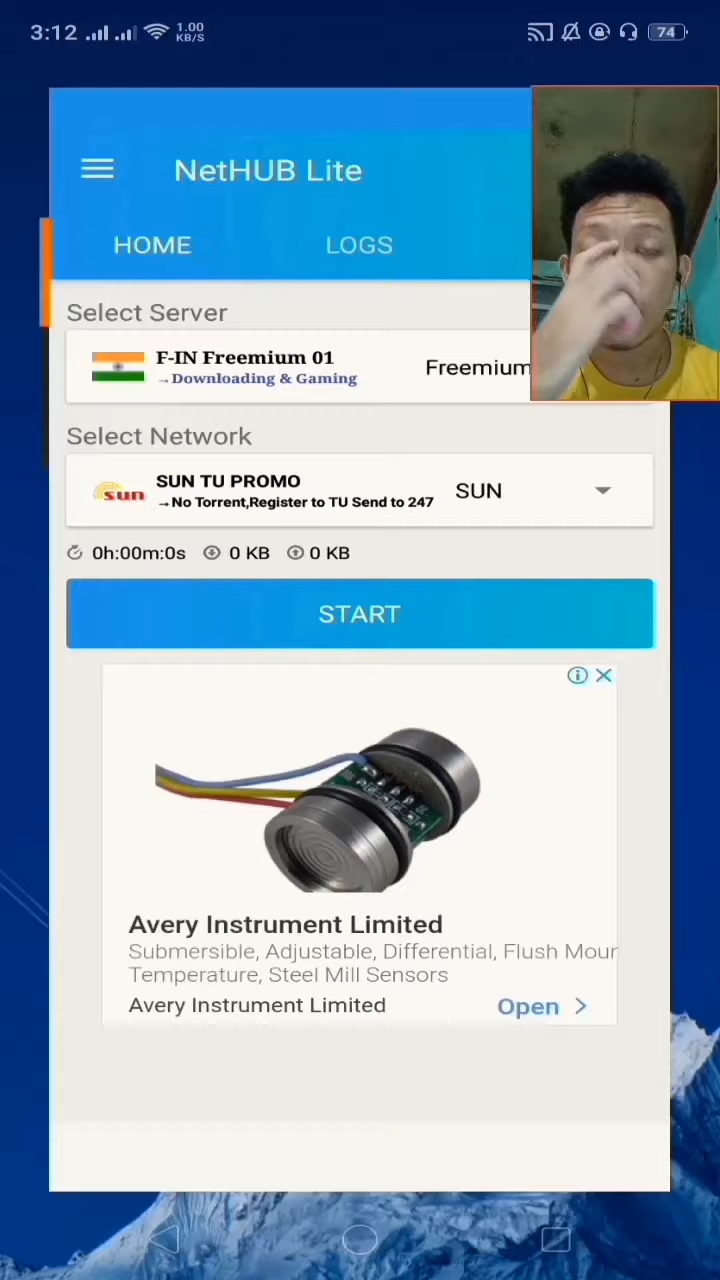 3:12
1.00
KB/S
74
NetHUB Lite
HOME
LOGS
Select Server
F-IN Freemium 01
→Downloading & Gaming
Freemium
Select Network
sun
SUN TU PROMO
→No Torrent,Register to TU Send to 247
SUN
0h:00m:0s
0 KB
0 KB
START
Avery Instrument Limited
Submersible, Adjustable, Differential, Flush Moun
Temperature, Steel Mill Sensors
Avery Instrument Limited
Open